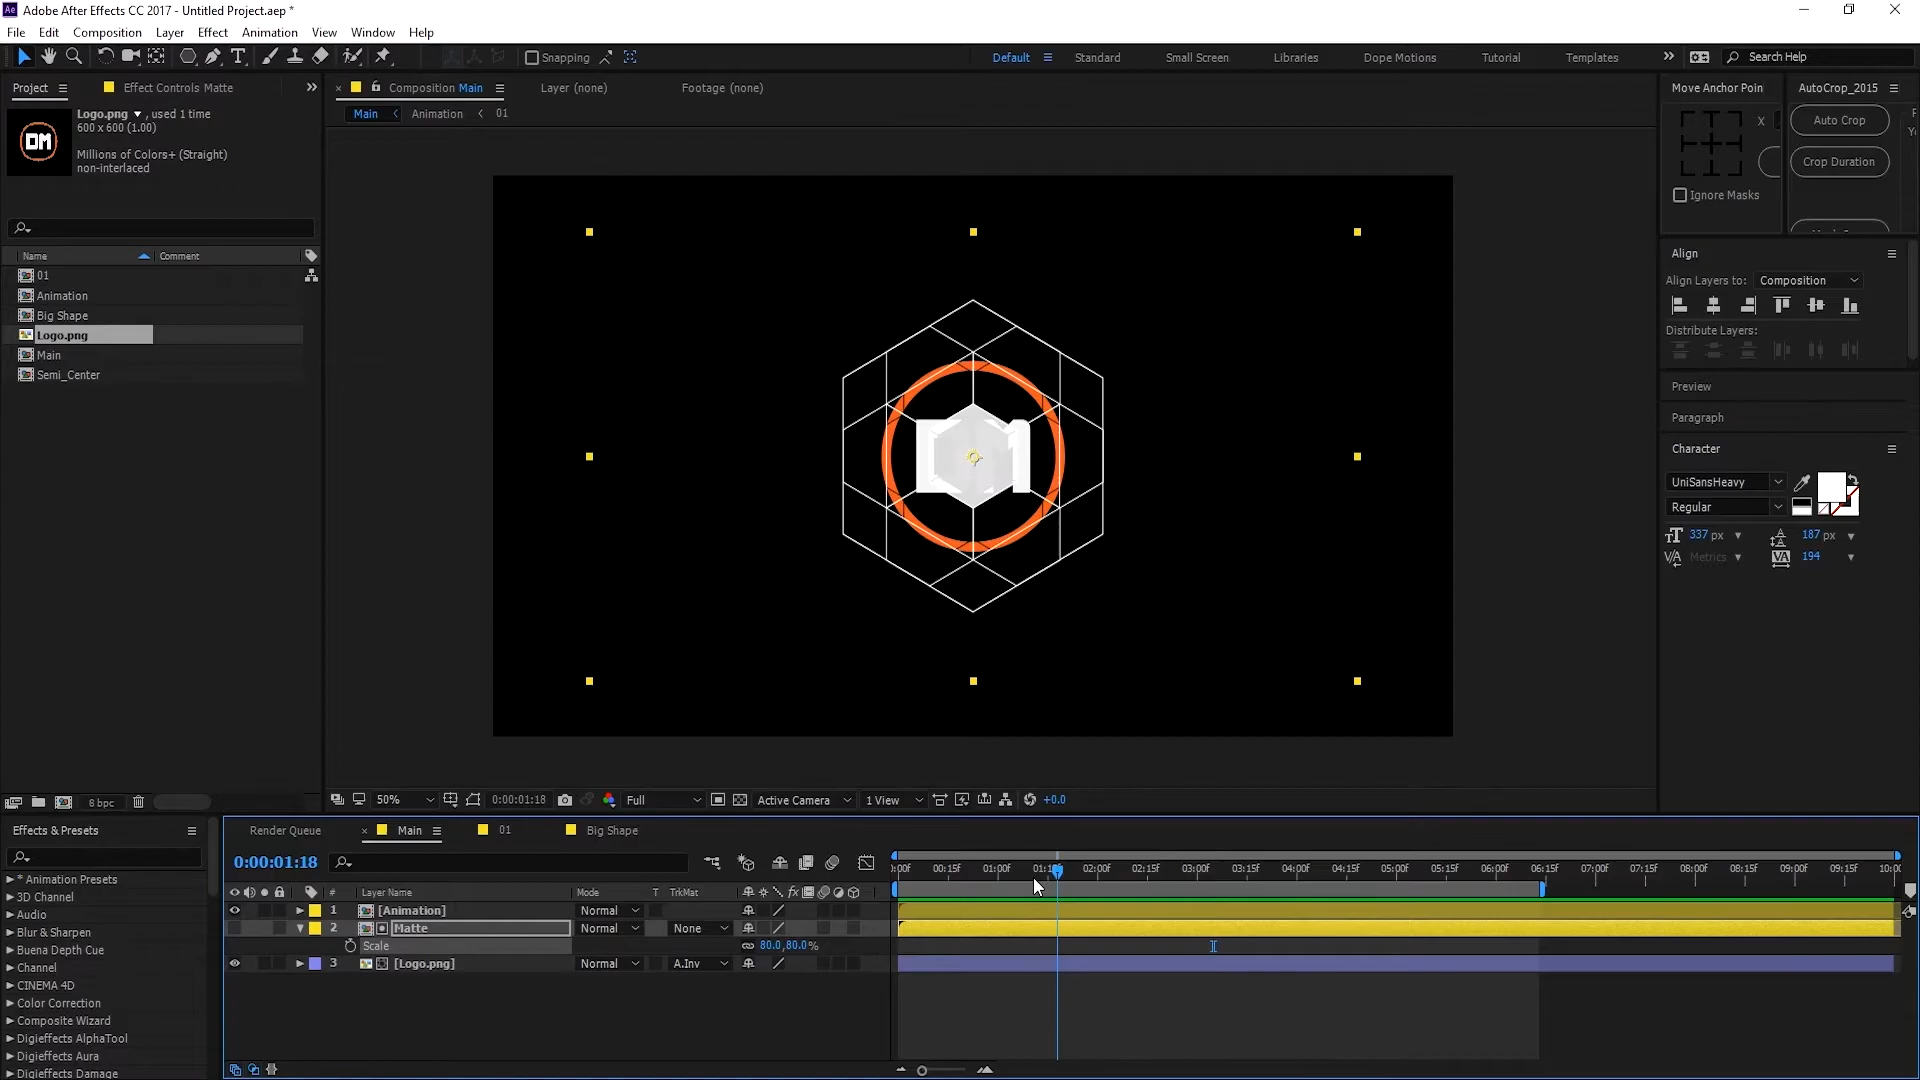 Ae Adobe After Effects CC 2017 - Untitled Project.aep *
File Edit Composition Layer Effect Animation View Window Help
Snapping Default Standard Small Screen Libraries Dope Motions Tutorial Templates Search Help
Project Effect Controls Matte
Composition Main Layer (none) Footage (none)
Main Animation 01
Logo.png ▼ , used 1 time
600 x 600 (1.00)
Millions of Colors+ (Straight)
non-interlaced
DM
Name Comment
01
Animation
Big Shape
Logo.png
Main
Semi_Center
8 bpc
Move Anchor Poin AutoCrop_2015
X
Auto Crop
Crop Duration
Ignore Masks
Align
Align Layers to: Composition
Distribute Layers:
Preview
Paragraph
Character
UniSansHeavy
Regular
337 px 187 px
Metrics 194
50% 0:00:01:18 Full Active Camera 1 View +0.0
Effects & Presets
* Animation Presets
3D Channel
Audio
Blur & Sharpen
Buena Depth Cue
Channel
CINEMA 4D
Color Correction
Composite Wizard
Digieffects AlphaTool
Digieffects Aura
Digieffects Damage
Render Queue Main 01 Big Shape
0:00:01:18
:00f 00:15f 01:00f 01:15f 02:00f 02:15f 03:00f 03:15f 04:00f 04:15f 05:00f 05:15f 06:00f 06:15f 07:00f 07:15f 08:00f 08:15f 09:00f 09:15f 10:00
# Layer Name Mode T TrkMat
1 [Animation] Normal
2 Matte Normal None
Scale 80.0,80.0%
3 [Logo.png] Normal A.Inv